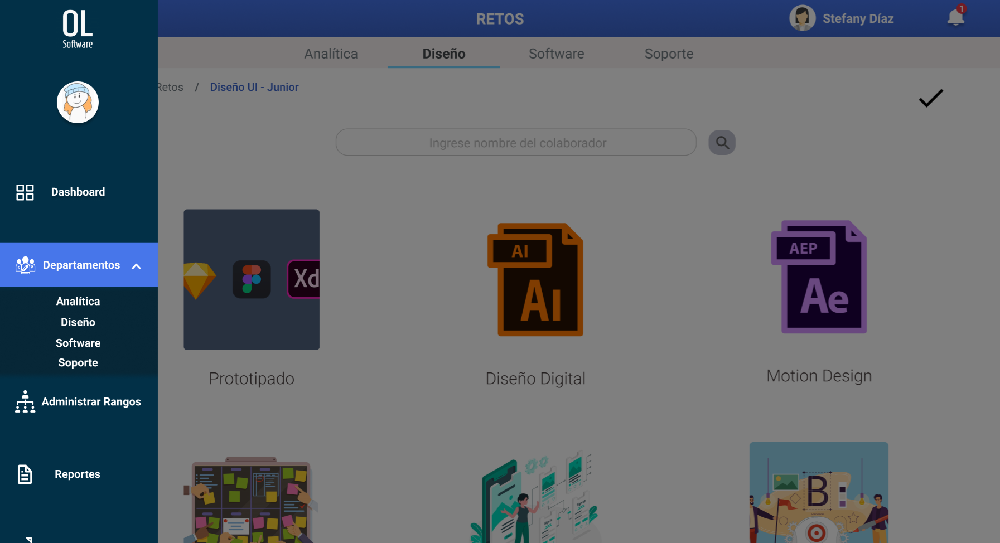 OL
Software
RETOS
Stefany Díaz
1
Analítica
Diseño
Software
Soporte
Retos / Diseño UI - Junior
Ingrese nombre del colaborador
Dashboard
Departamentos
Analítica
Diseño
Software
Soporte
Administrar Rangos
Reportes
Xd
AI
Ai
AEP
Ae
Prototipado
Diseño Digital
Motion Design
B